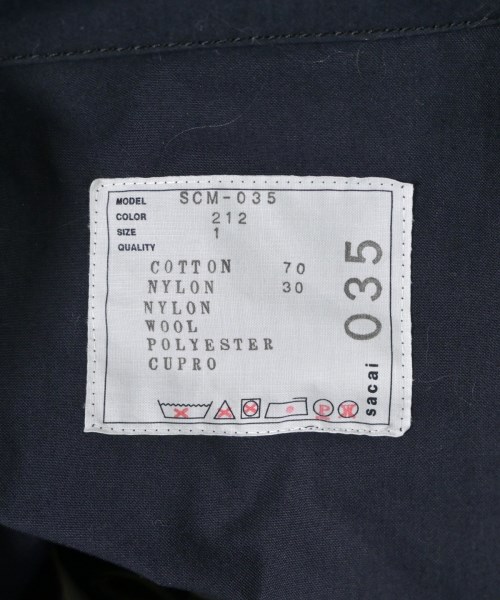 MODEL SCM-035
COLOR 212
SIZE 1
QUALITY
COTTON 70
NYLON 30
NYLON
WOOL
POLYESTER
CUPRO
P
035
sacai